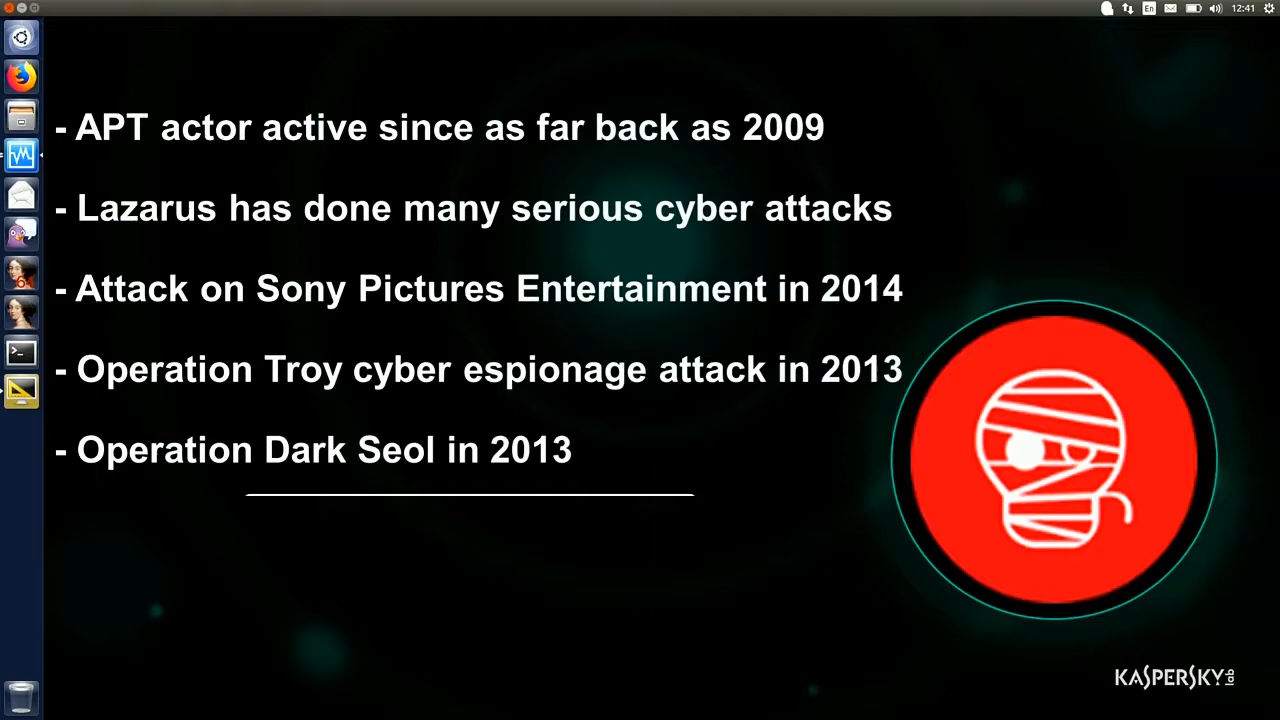 En
12:41
- APT actor active since as far back as 2009
- Lazarus has done many serious cyber attacks
- Attack on Sony Pictures Entertainment in 2014
- Operation Troy cyber espionage attack in 2013
- Operation Dark Seol in 2013
KASPERSKY lab